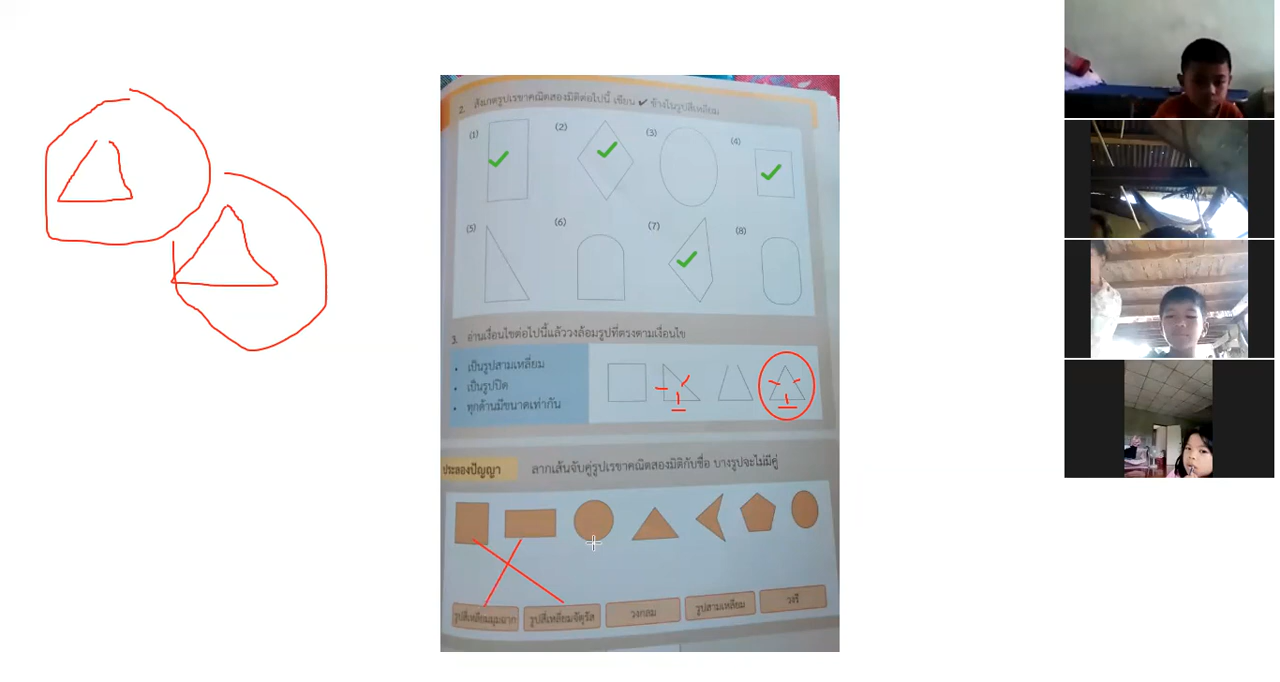 2. สังเกตรูปเรขาคณิตสองมิติต่อไปนี้ เขียน ✔ ข้างในรูปสี่เหลี่ยม
(1) (2) (3) (4)
(5) (6) (7) (8)
3. อ่านเงื่อนไขต่อไปนี้แล้ววงล้อมรูปที่ตรงตามเงื่อนไข
• เป็นรูปสามเหลี่ยม
• เป็นรูปปิด
• ทุกด้านมีขนาดเท่ากัน
ประลองปัญญา ลากเส้นจับคู่รูปเรขาคณิตสองมิติกับชื่อ บางรูปจะไม่มีคู่
รูปสี่เหลี่ยมมุมฉาก รูปสี่เหลี่ยมจัตุรัส วงกลม รูปสามเหลี่ยม วงรี